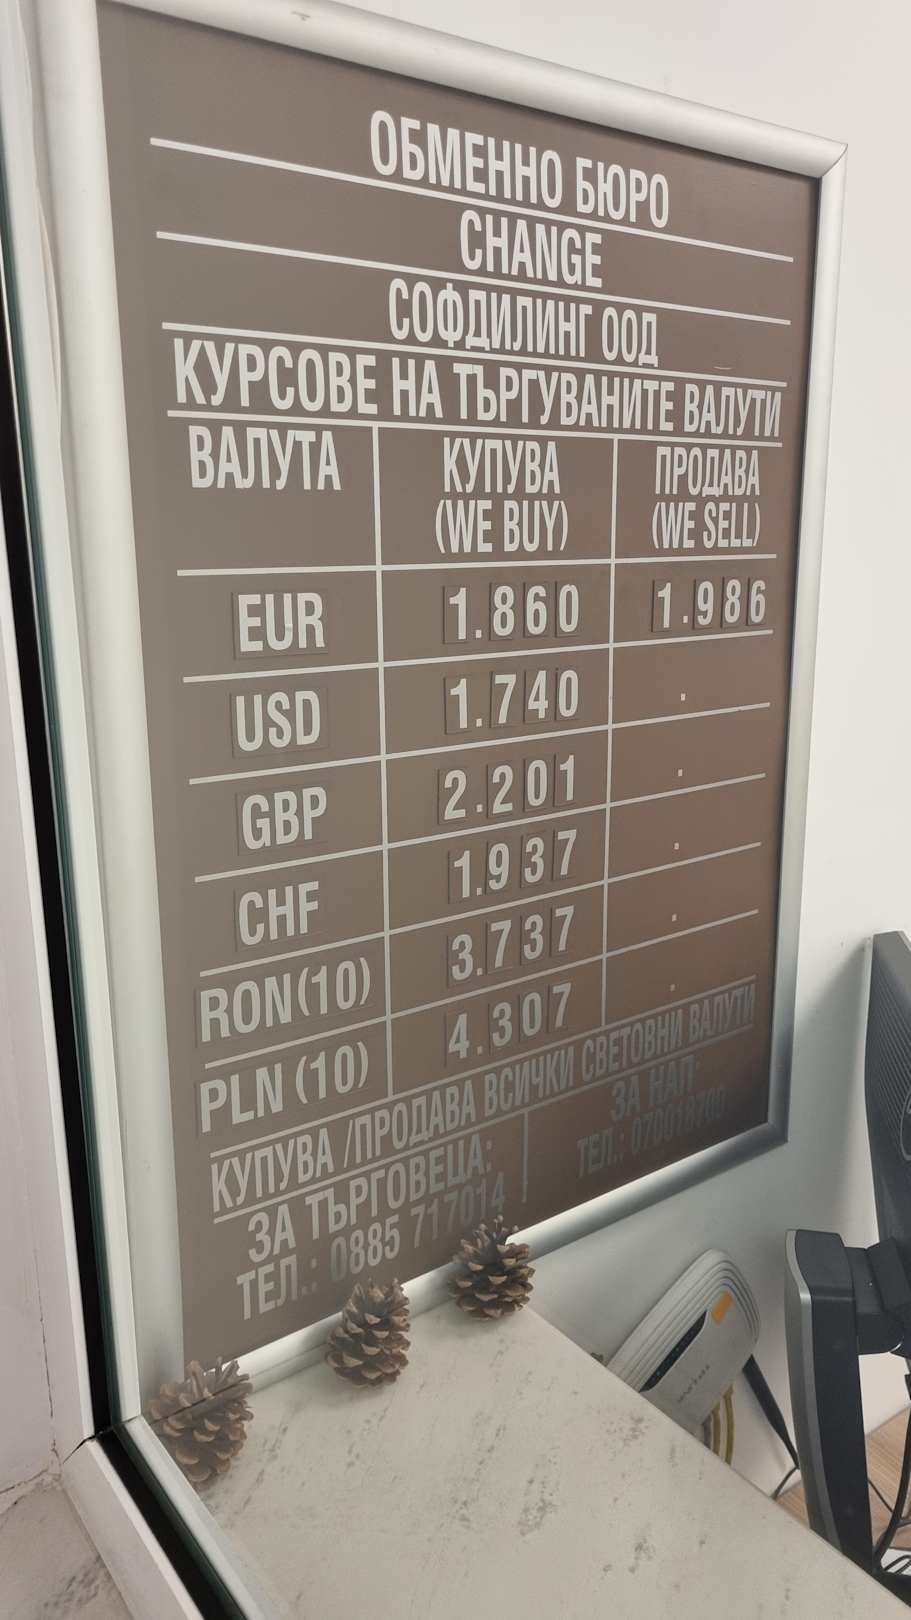 ОБМЕННО БЮРО
CHANGE
СОФДИЛИНГ ООД
КУРСОВЕ НА ТЪРГУВАНИТЕ ВАЛУТИ
ВАЛУТА КУПУВА ПРОДАВА
(WE BUY) (WE SELL)
EUR 1.860 1.986
USD 1.740 .
GBP 2.201 .
CHF 1.937 .
RON(10) 3.737 .
PLN (10) 4.307 .
КУПУВА /ПРОДАВА ВСИЧКИ СВЕТОВНИ ВАЛУТИ
ЗА ТЪРГОВЕЦА: ЗА НАП:
ТЕЛ.: 0885 717014 ТЕЛ.: 070018700